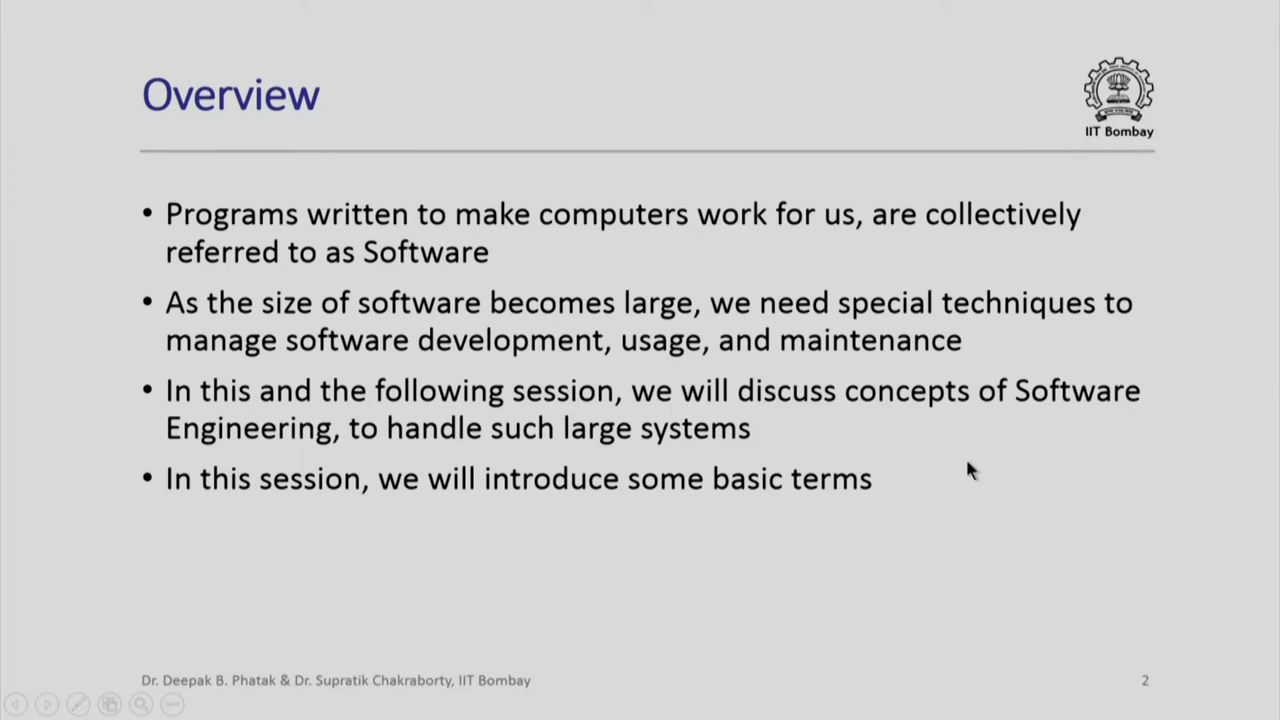 Overview
IIT Bombay
• Programs written to make computers work for us, are collectively
referred to as Software
• As the size of software becomes large, we need special techniques to
manage software development, usage, and maintenance
• In this and the following session, we will discuss concepts of Software
Engineering, to handle such large systems
• In this session, we will introduce some basic terms
Dr. Deepak B. Phatak & Dr. Supratik Chakraborty, IIT Bombay
2